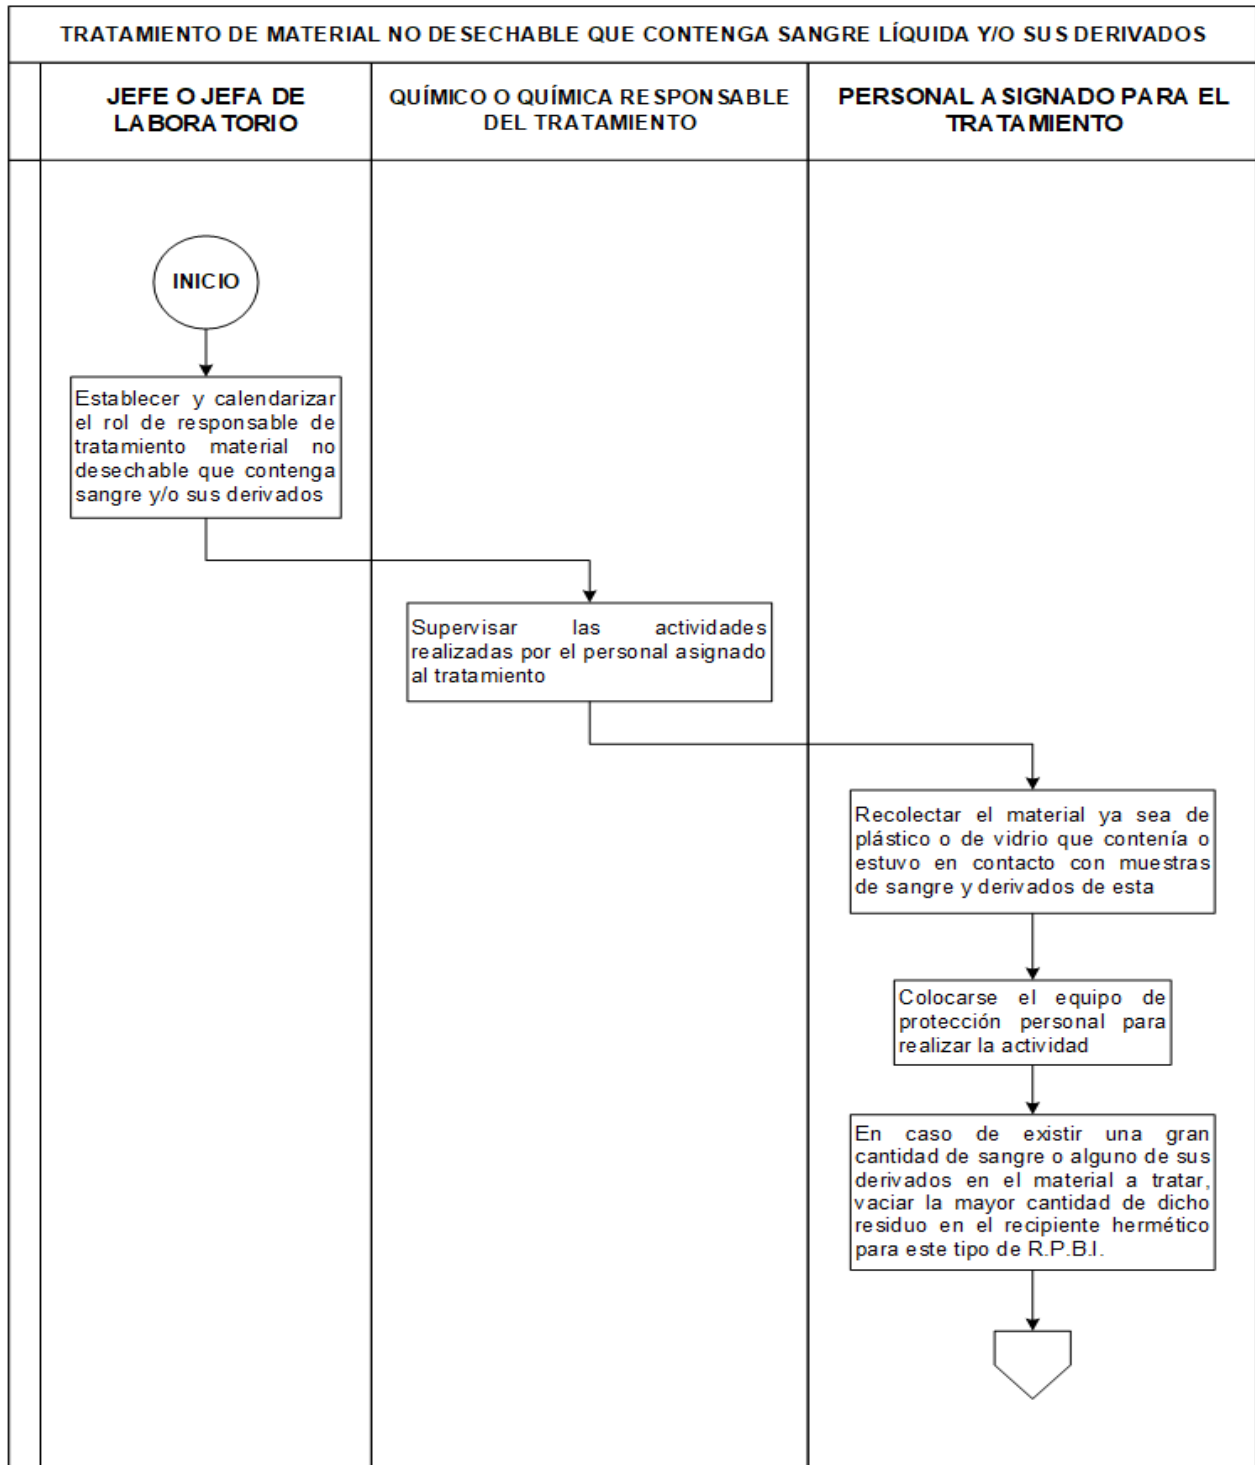 TRATAMIENTO DE MATERIAL NO DESECHABLE QUE CONTENGA SANGRE LÍQUIDA Y/O SUS DERIVADOS
JEFE O JEFA DE
LABORATORIO
QUÍMICO O QUÍMICA RESPONSABLE
DEL TRATAMIENTO
PERSONAL ASIGNADO PARA EL
TRATAMIENTO
INICIO
Establecer y calendarizar
el rol de responsable de
tratamiento material no
desechable que contenga
sangre y/o sus derivados
Supervisar las actividades
realizadas por el personal asignado
al tratamiento
Recolectar el material ya sea de
plástico o de vidrio que contenía o
estuvo en contacto con muestras
de sangre y derivados de esta
Colocarse el equipo de
protección personal para
realizar la actividad
En caso de existir una gran
cantidad de sangre o alguno de sus
derivados en el material a tratar,
vaciar la mayor cantidad de dicho
residuo en el recipiente hermético
para este tipo de R.P.B.I.